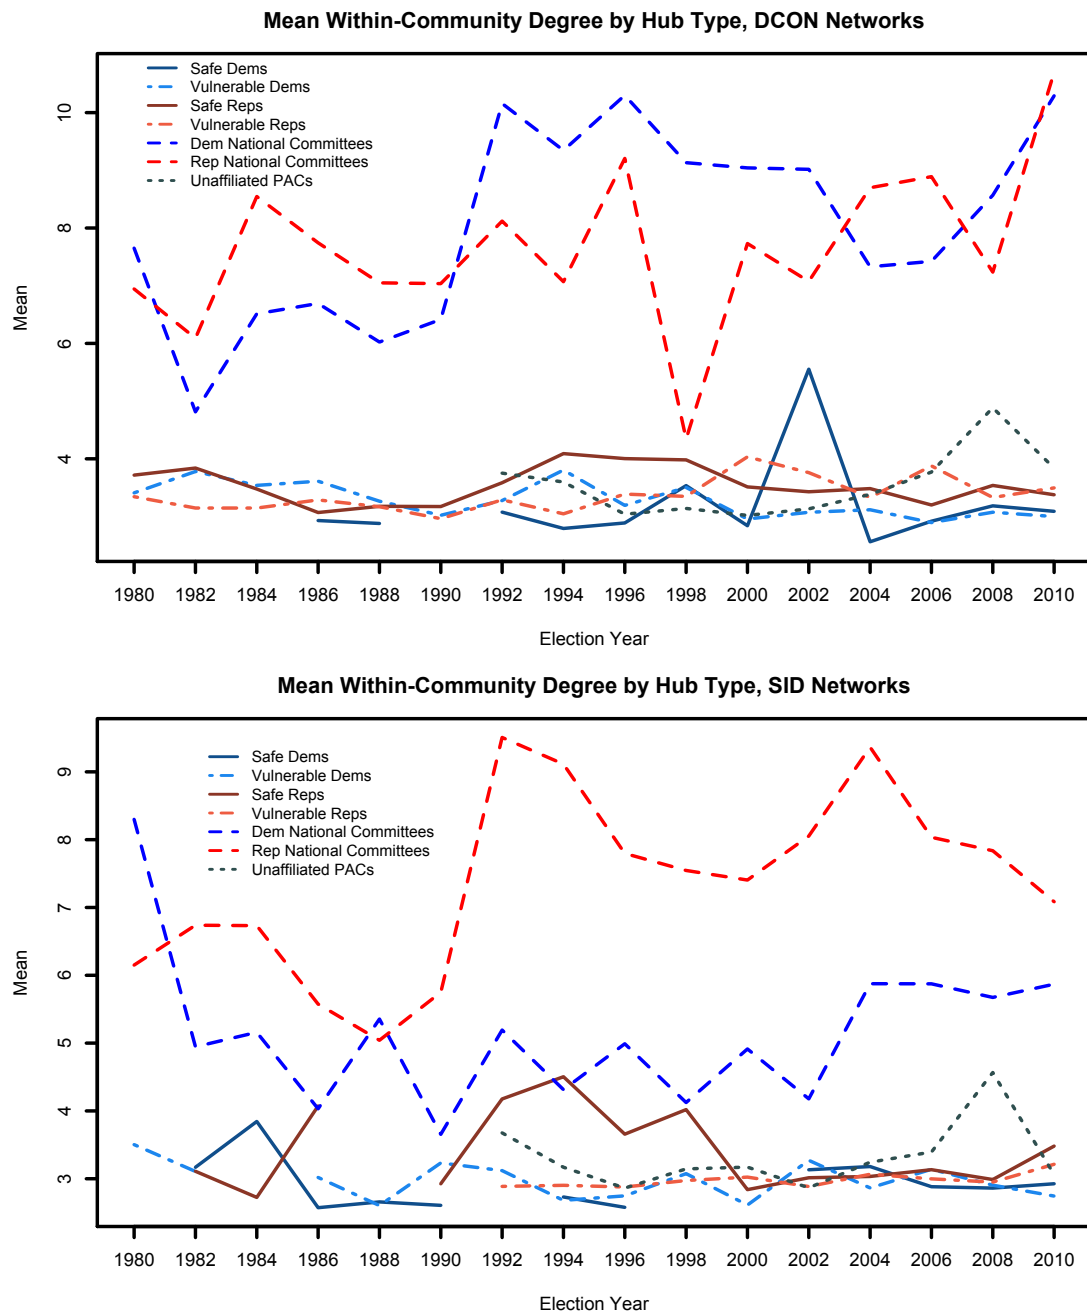 Mean Within-Community Degree by Hub Type, DCON Networks
Safe Dems
Vulnerable Dems
Safe Reps
Vulnerable Reps
Dem National Committees
Rep National Committees
Unaffiliated PACs
Mean
10
8
6
4
1980 1982 1984 1986 1988 1990 1992 1994 1996 1998 2000 2002 2004 2006 2008 2010
Election Year
Mean Within-Community Degree by Hub Type, SID Networks
Safe Dems
Vulnerable Dems
Safe Reps
Vulnerable Reps
Dem National Committees
Rep National Committees
Unaffiliated PACs
Mean
9
8
7
6
5
4
3
1980 1982 1984 1986 1988 1990 1992 1994 1996 1998 2000 2002 2004 2006 2008 2010
Election Year